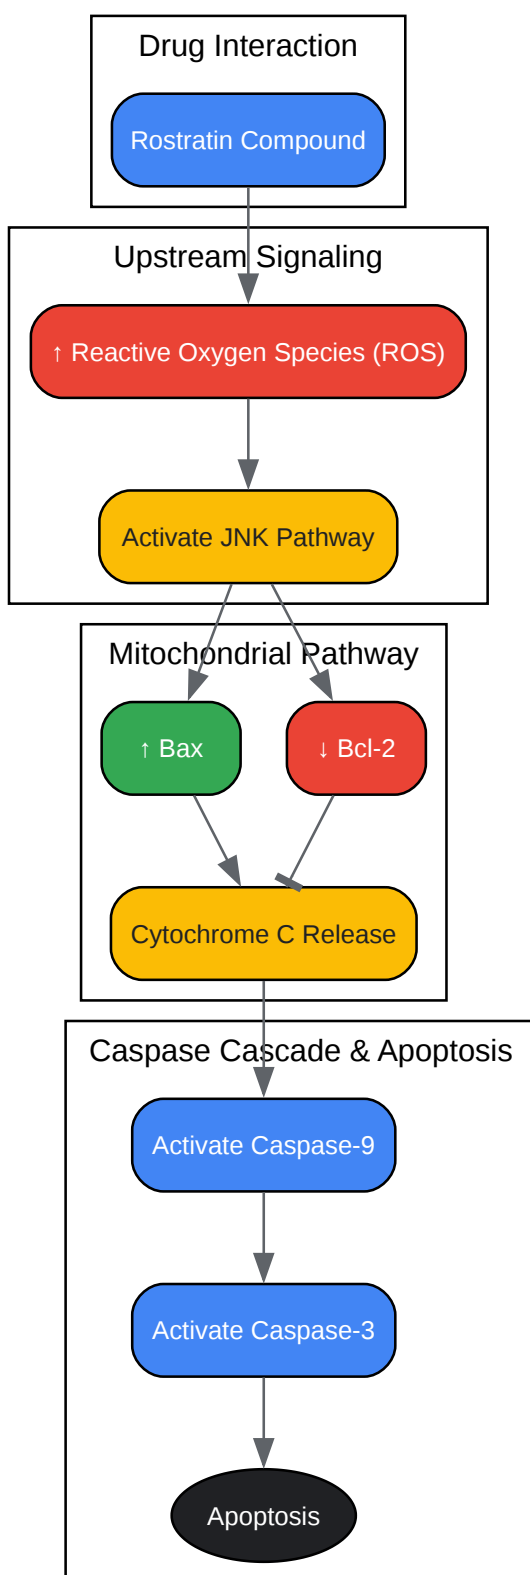 Drug Interaction
Rostratin Compound
Upstream Signaling
↑ Reactive Oxygen Species (ROS)
Activate JNK Pathway
Mitochondrial Pathway
↑ Bax
↓ Bcl-2
Cytochrome C Release
Caspase Cascade & Apoptosis
Activate Caspase-9
Activate Caspase-3
Apoptosis